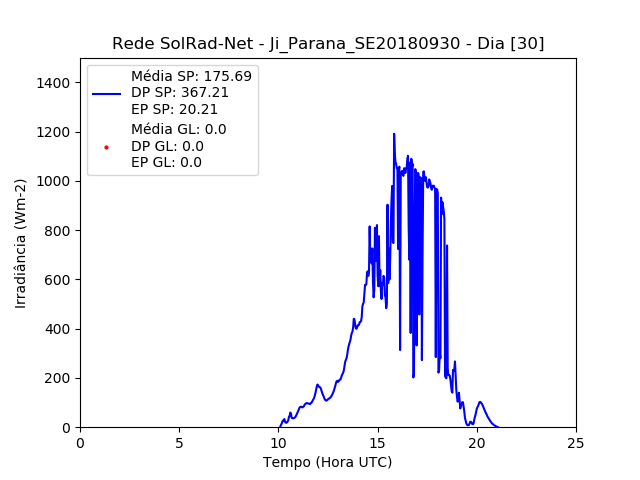 Rede SolRad-Net - Ji_Parana_SE20180930 - Dia [30]
Média SP: 175.69
DP SP: 367.21
EP SP: 20.21
Média GL: 0.0
DP GL: 0.0
EP GL: 0.0
Irradiância (Wm-2)
1400
1200
1000
800
600
400
200
0
0 5 10 15 20 25
Tempo (Hora UTC)